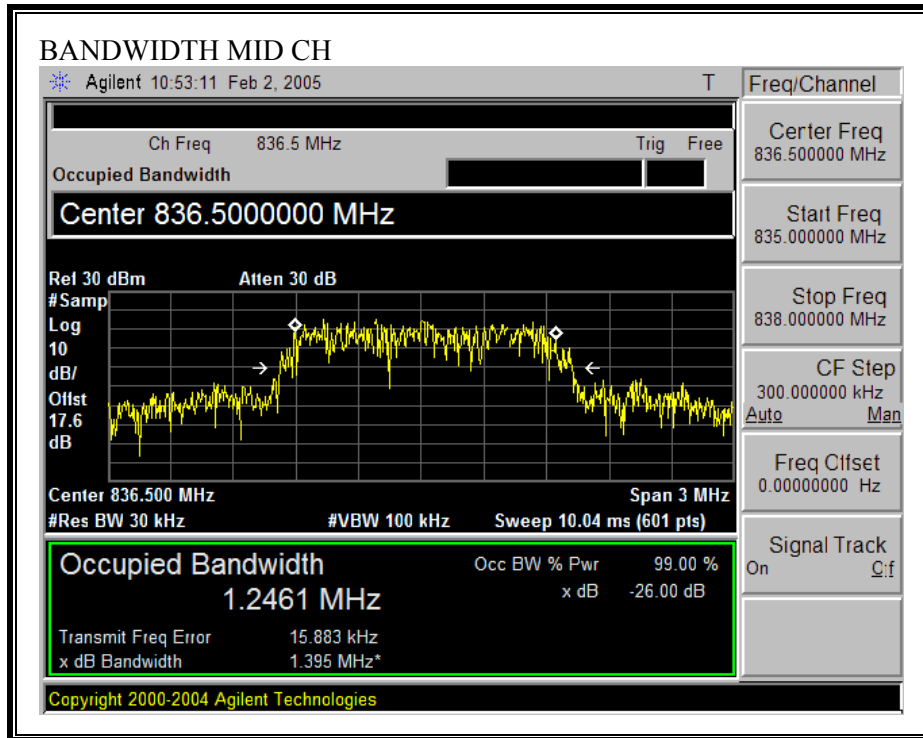 BANDWIDTH MID CH
Agilent 10:53:11 Feb 2, 2005 T
Freq/Channel
Ch Freq 836.5 MHz Trig Free
Occupied Bandwidth
Center 836.5000000 MHz
Ref 30 dBm Atten 30 dB
#Samp
Log
10
dB/
Offst
17.6
dB
Center 836.500 MHz Span 3 MHz
#Res BW 30 kHz #VBW 100 kHz Sweep 10.04 ms (601 pts)
Occupied Bandwidth
1.2461 MHz
Occ BW % Pwr 99.00 %
x dB -26.00 dB
Transmit Freq Error 15.883 kHz
x dB Bandwidth 1.395 MHz*
Copyright 2000-2004 Agilent Technologies
Center Freq
836.500000 MHz
Start Freq
835.000000 MHz
Stop Freq
838.000000 MHz
CF Step
300.000000 kHz
Auto Man
Freq Offset
0.00000000 Hz
Signal Track
On Off